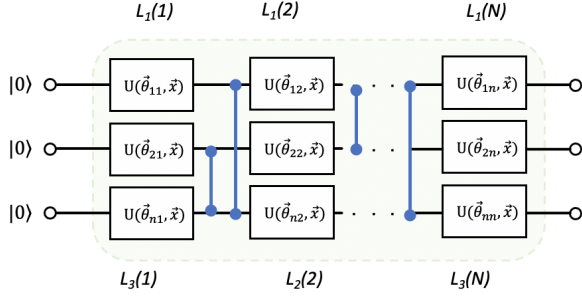 L₁(1) L₁(2) L₁(N)
|0⟩ U(θ⃗₁₁, x⃗) U(θ⃗₁₂, x⃗) · · U(θ⃗₁ₙ, x⃗)
|0⟩ U(θ⃗₂₁, x⃗) U(θ⃗₂₂, x⃗) · · U(θ⃗₂ₙ, x⃗)
|0⟩ U(θ⃗ₙ₁, x⃗) U(θ⃗ₙ₂, x⃗) · · · U(θ⃗ₙₙ, x⃗)
L₃(1) L₂(2) L₃(N)